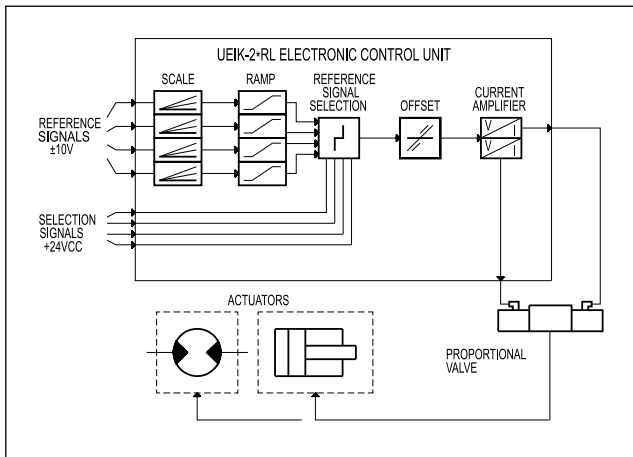 UEIK-2*RL ELECTRONIC CONTROL UNIT
SCALE
RAMP
REFERENCE
SIGNAL
SELECTION
OFFSET
CURRENT
AMPLIFIER
REFERENCE
SIGNALS
±10V
V
I
V
I
SELECTION
SIGNALS
+24VCC
ACTUATORS
PROPORTIONAL
VALVE